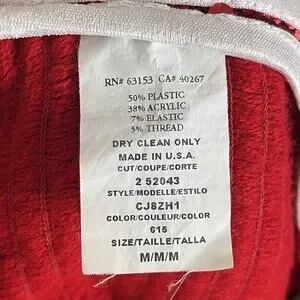 RN# 63153 CA# 40267
50% PLASTIC
38% ACRYLIC
7% ELASTIC
5% THREAD
DRY CLEAN ONLY
MADE IN U.S.A.
CUT/COUPE/CORTE
2 52043
STYLE/MODELLE/ESTILO
CJ8ZH1
COLOR/COULEUR/COLOR
615
SIZE/TAILLE/TALLA
M/M/M